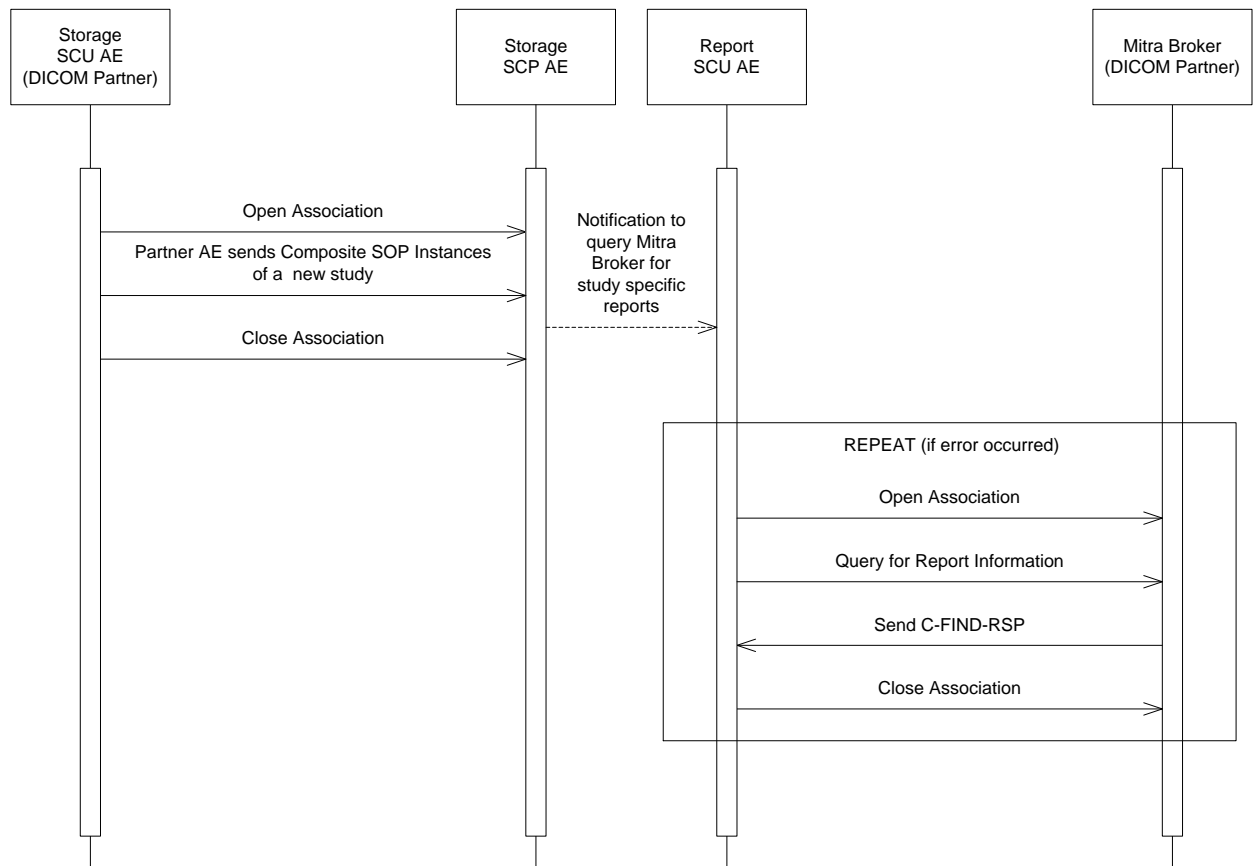 Storage
SCU AE
(DICOM Partner)
Storage
SCP AE
Report
SCU AE
Mitra Broker
(DICOM Partner)
Open Association
Partner AE sends Composite SOP Instances
of a new study
Close Association
Notification to
query Mitra
Broker for
study specific
reports
REPEAT (if error occurred)
Open Association
Query for Report Information
Send C-FIND-RSP
Close Association